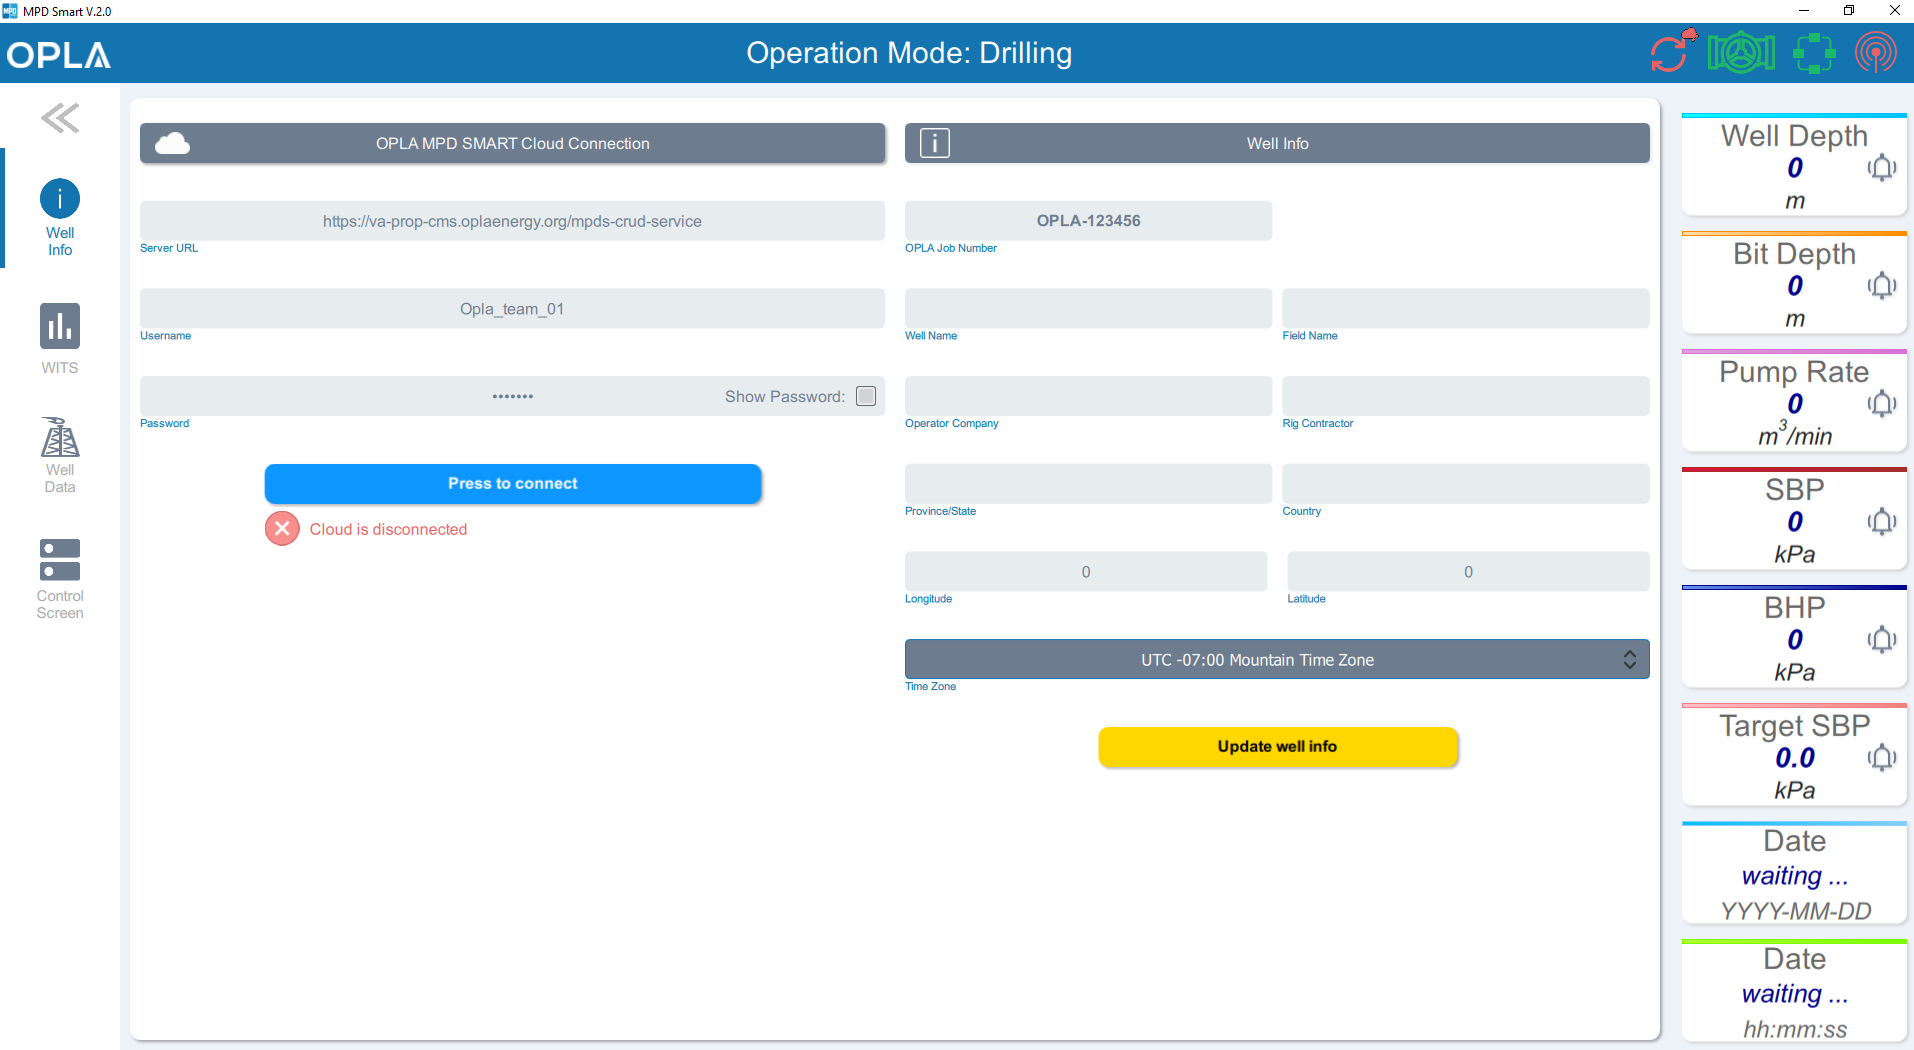 MPD Smart V.2.0
OPLA
Operation Mode: Drilling
Well
Info
WITS
Well
Data
Control
Screen
OPLA MPD SMART Cloud Connection
https://va-prop-cms.oplaenergy.org/mpds-crud-service
Server URL
Opla_team_01
Username
•••••••
Show Password:
Password
Press to connect
Cloud is disconnected
Well Info
OPLA-123456
OPLA Job Number
Well Name
Field Name
Operator Company
Rig Contractor
Province/State
Country
0
Longitude
0
Latitude
UTC -07:00 Mountain Time Zone
Time Zone
Update well info
Well Depth
0
m
Bit Depth
0
m
Pump Rate
0
m³/min
SBP
0
kPa
BHP
0
kPa
Target SBP
0.0
kPa
Date
waiting ...
YYYY-MM-DD
Date
waiting ...
hh:mm:ss